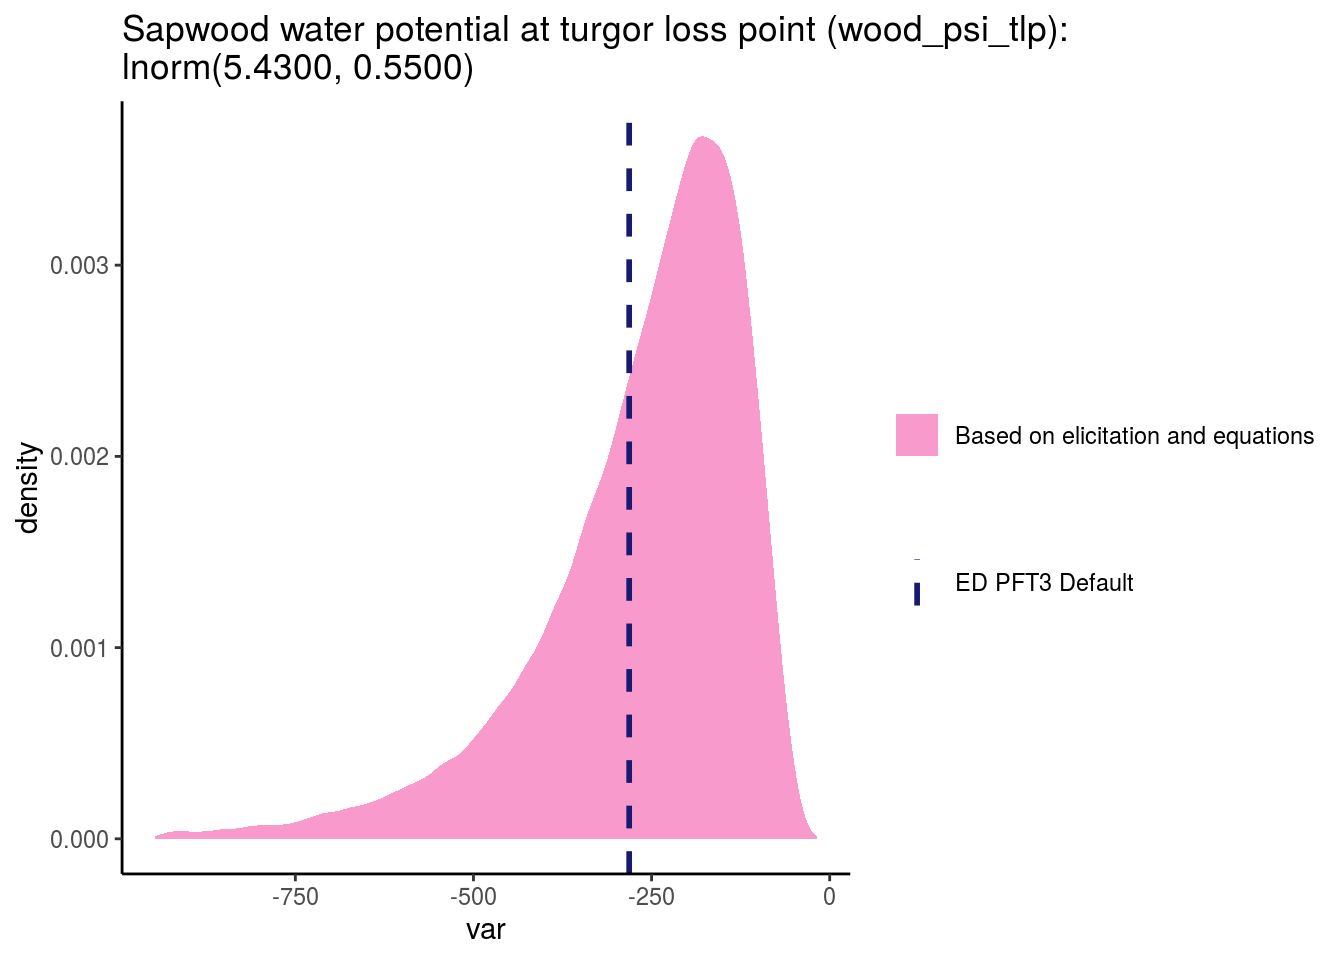 Sapwood water potential at turgor loss point (wood_psi_tlp):
lnorm(5.4300, 0.5500)
density
0.003
0.002
0.001
0.000
-750
-500
-250
0
var
Based on elicitation and equations
ED PFT3 Default